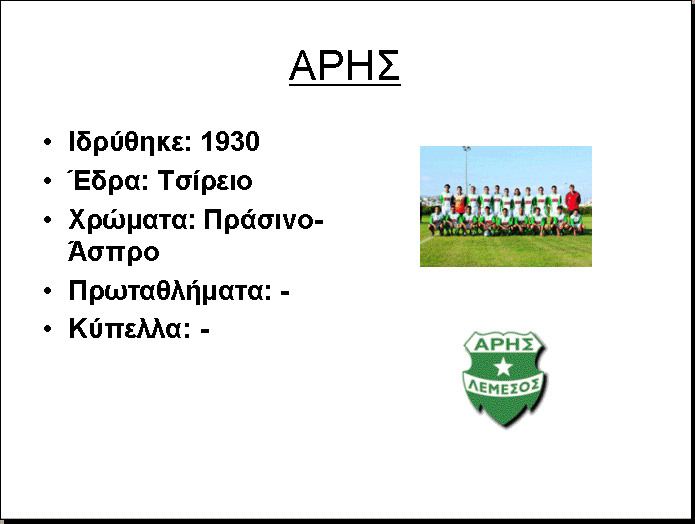 ΑΡΗΣ
• Ιδρύθηκε: 1930
• Έδρα: Τσίρειο
• Χρώματα: Πράσινο-
Άσπρο
• Πρωταθλήματα: -
• Κύπελλα: -
ΑΡΗΣ
ΛΕΜΕΣΟΣ